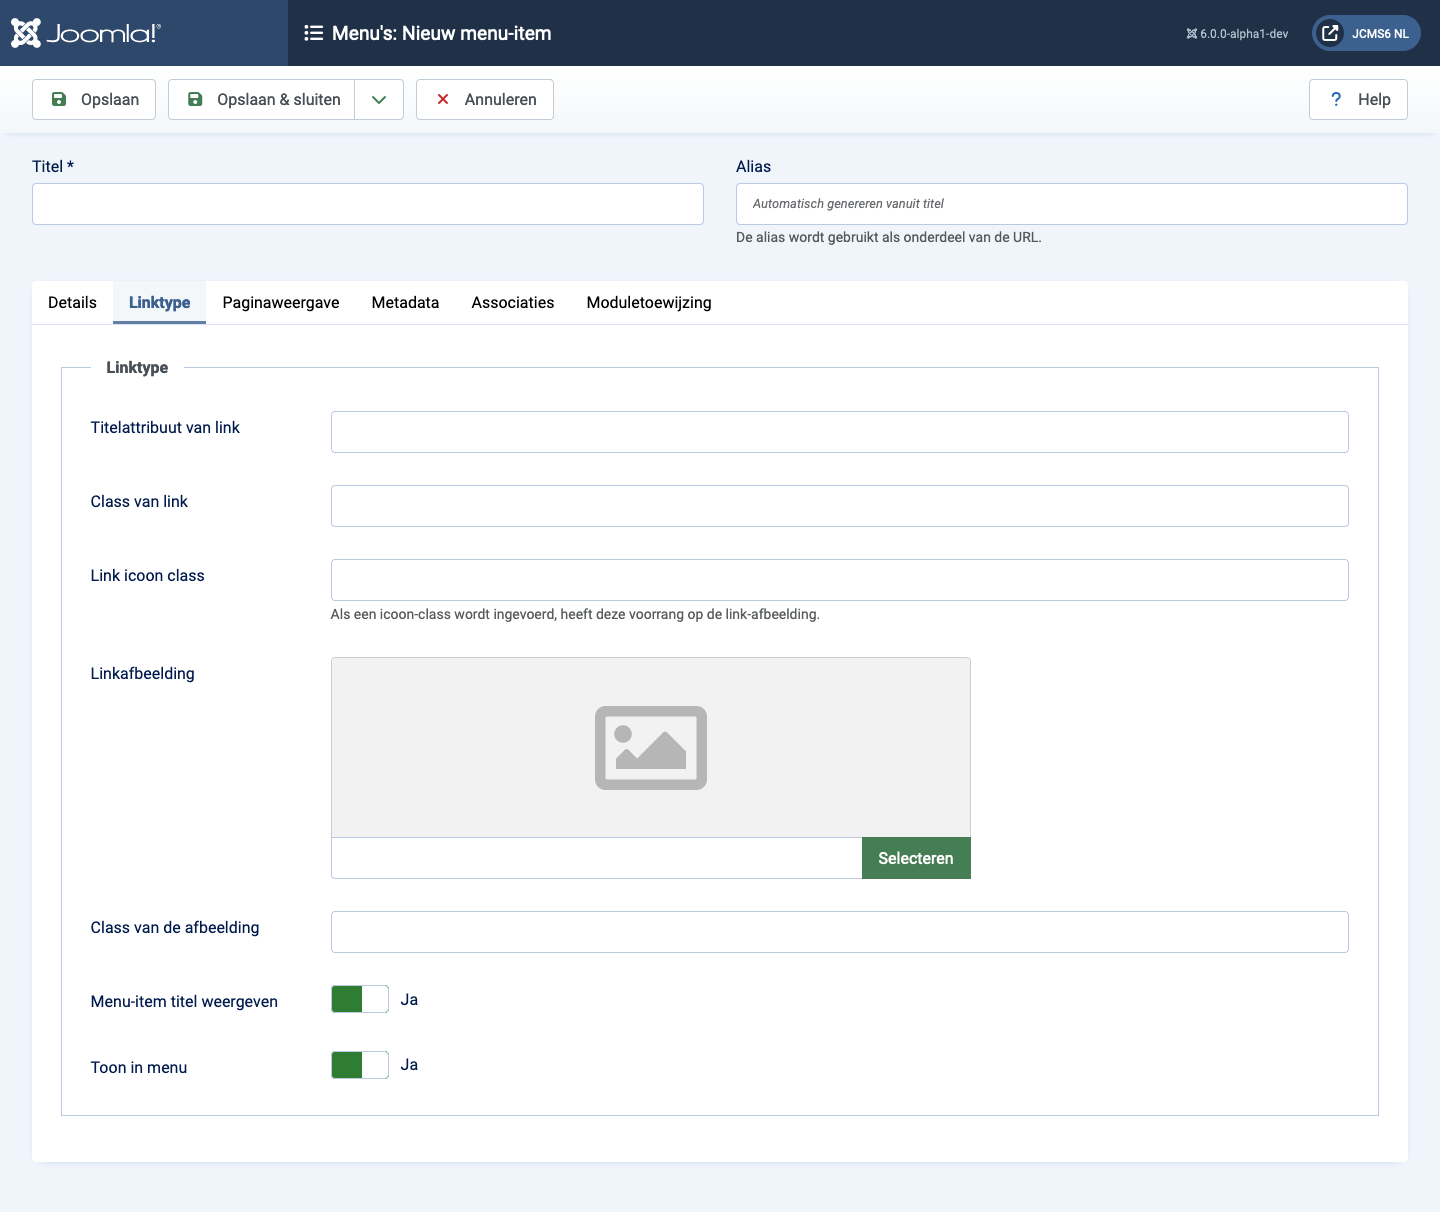 Joomla!®
Menu's: Nieuw menu-item
6.0.0-alpha1-dev
JCMS6 NL
Opslaan
Opslaan & sluiten
Annuleren
? Help
Titel *
Alias
Automatisch genereren vanuit titel
De alias wordt gebruikt als onderdeel van de URL.
Details
Linktype
Paginaweergave
Metadata
Associaties
Moduletoewijzing
Linktype
Titelattribuut van link
Class van link
Link icoon class
Als een icoon-class wordt ingevoerd, heeft deze voorrang op de link-afbeelding.
Linkafbeelding
Selecteren
Class van de afbeelding
Menu-item titel weergeven
Ja
Toon in menu
Ja